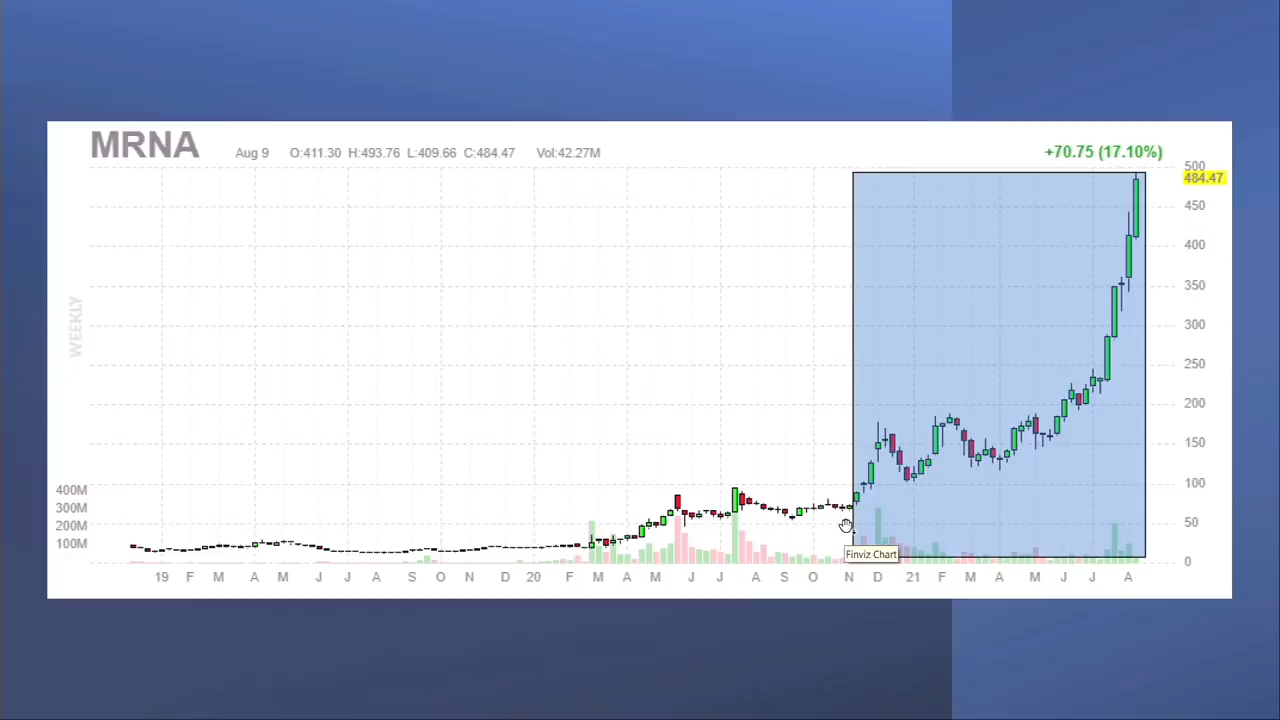 MRNA Aug 9 O:411.30 H:493.76 L:409.66 C:484.47 Vol:42.27M +70.75 (17.10%)
500
484.47
450
400
350
300
250
200
150
100
50
0
WEEKLY
400M
300M
200M
100M
Finviz Chart
19 F M A M J J A S O N D 20 F M A M J J A S O N D 21 F M A M J J A